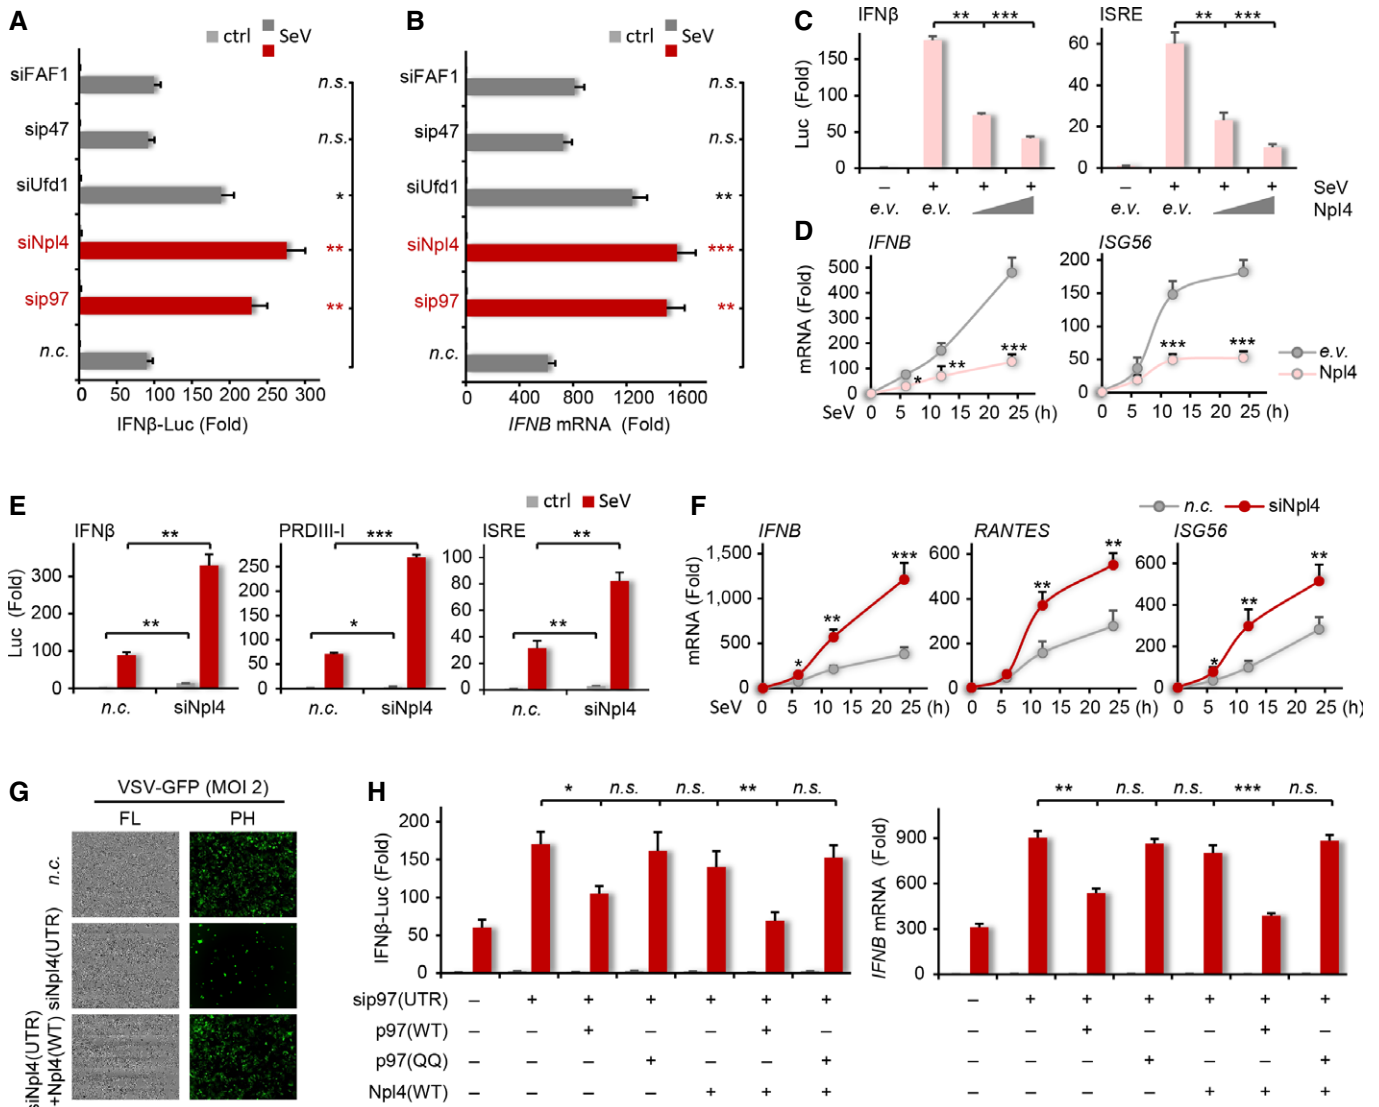 A
ctrl
SeV
siFAF1
n.s.
sip47
n.s.
siUfd1
*
siNpl4
**
sip97
**
n.c.
0 50 100 150 200 250 300
IFNβ-Luc (Fold)
B
ctrl
SeV
siFAF1
n.s.
sip47
n.s.
siUfd1
**
siNpl4
***
sip97
**
n.c.
0 400 800 1200 1600
IFNB mRNA (Fold)
C
IFNβ
** ***
Luc (Fold)
150
100
50
0
– + + +
e.v. e.v.
ISRE
** ***
60
40
20
0
– + + + SeV
e.v. e.v. Npl4
D
IFNB
mRNA (Fold)
500
400
300
200
100
0
* ** ***
SeV 0 5 10 15 20 25 (h)
ISG56
200
150
100
50
0
*** ***
0 5 10 15 20 25 (h)
e.v.
Npl4
E
ctrl SeV
IFNβ
**
**
Luc (Fold)
300
200
100
0
n.c. siNpl4
PRDIII-I
***
*
250
200
150
100
50
0
n.c. siNpl4
ISRE
**
**
100
80
60
40
20
0
n.c. siNpl4
F
n.c. siNpl4
IFNB
mRNA (Fold)
1,500
1,000
500
0
* ** ***
SeV 0 5 10 15 20 25 (h)
RANTES
600
400
200
0
** **
0 5 10 15 20 25 (h)
ISG56
600
400
200
0
* ** **
0 5 10 15 20 25 (h)
G
VSV-GFP (MOI 2)
FL PH
n.c.
siNpl4(UTR)
siNpl4(UTR)
+Npl4(WT)
H
* n.s. n.s. ** n.s.
IFNβ-Luc (Fold)
200
150
100
50
0
** n.s. n.s. *** n.s.
IFNB mRNA (Fold)
900
600
300
0
sip97(UTR) – + + + + + + – + + + + + +
p97(WT) – – + – – + – – – + – – + –
p97(QQ) – – – + – – + – – – + – – +
Npl4(WT) – – – – + + + – – – – + + +